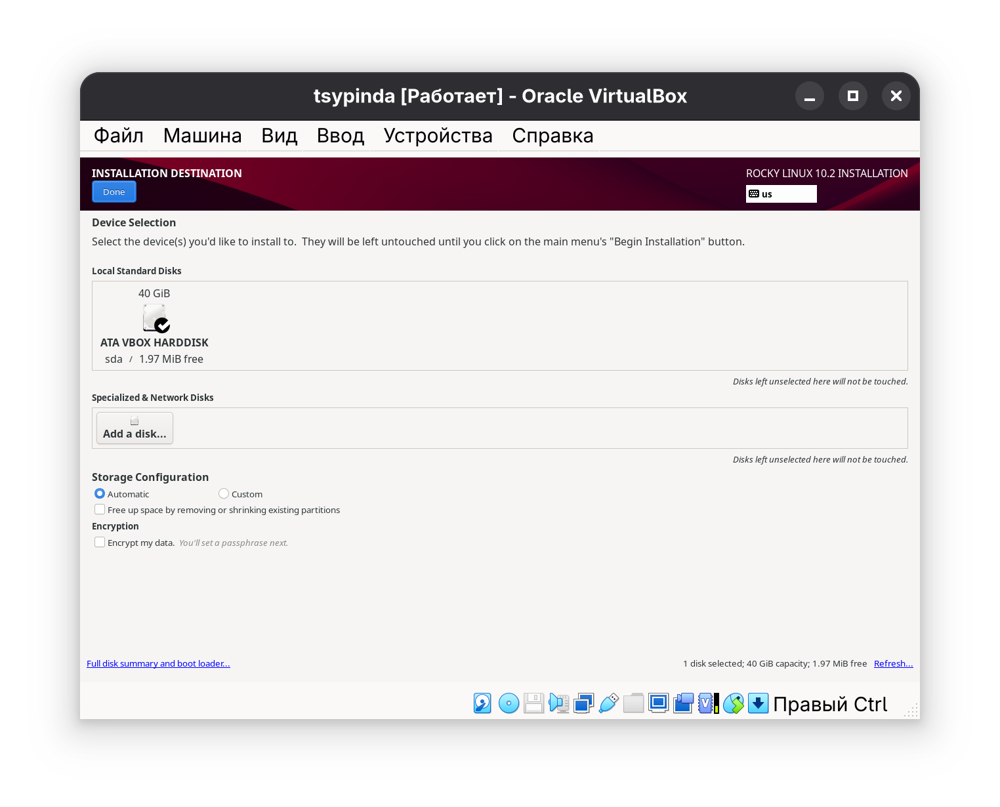 tsypinda [Работает] - Oracle VirtualBox
Файл Машина Вид Ввод Устройства Справка
INSTALLATION DESTINATION
ROCKY LINUX 10.2 INSTALLATION
Done
us
Device Selection
Select the device(s) you'd like to install to.  They will be left untouched until you click on the main menu's "Begin Installation" button.
Local Standard Disks
40 GiB
ATA VBOX HARDDISK
sda / 1.97 MiB free
Disks left unselected here will not be touched.
Specialized & Network Disks
Add a disk...
Disks left unselected here will not be touched.
Storage Configuration
Automatic Custom
Free up space by removing or shrinking existing partitions
Encryption
Encrypt my data. You'll set a passphrase next.
Full disk summary and boot loader...
1 disk selected; 40 GiB capacity; 1.97 MiB free Refresh...
Правый Ctrl